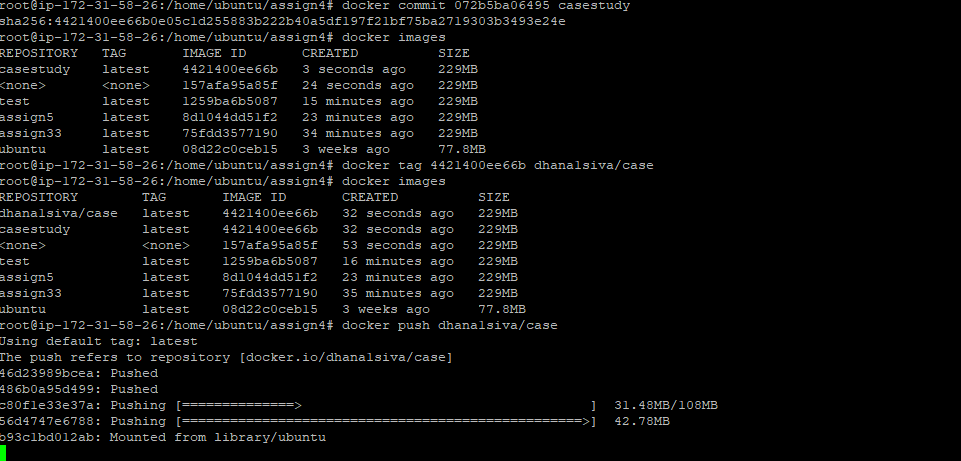 root@ip-172-31-58-26:/home/ubuntu/assign4# docker commit 072b5ba06495 casestudy
sha256:4421400ee66b0e05c1d255883b222b40a5df197f21bf75ba2719303b3493e24e
root@ip-172-31-58-26:/home/ubuntu/assign4# docker images
REPOSITORY   TAG       IMAGE ID       CREATED          SIZE
casestudy    latest    4421400ee66b   3 seconds ago    229MB
<none>       <none>    157afa95a85f   24 seconds ago   229MB
test         latest    1259ba6b5087   15 minutes ago   229MB
assign5      latest    8d1044dd51f2   23 minutes ago   229MB
assign33     latest    75fdd3577190   34 minutes ago   229MB
ubuntu       latest    08d22c0ceb15   3 weeks ago      77.8MB
root@ip-172-31-58-26:/home/ubuntu/assign4# docker tag 4421400ee66b dhana1siva/case
root@ip-172-31-58-26:/home/ubuntu/assign4# docker images
REPOSITORY        TAG       IMAGE ID       CREATED          SIZE
dhana1siva/case   latest    4421400ee66b   32 seconds ago   229MB
casestudy         latest    4421400ee66b   32 seconds ago   229MB
<none>            <none>    157afa95a85f   53 seconds ago   229MB
test              latest    1259ba6b5087   16 minutes ago   229MB
assign5           latest    8d1044dd51f2   23 minutes ago   229MB
assign33          latest    75fdd3577190   35 minutes ago   229MB
ubuntu            latest    08d22c0ceb15   3 weeks ago      77.8MB
root@ip-172-31-58-26:/home/ubuntu/assign4# docker push dhana1siva/case
Using default tag: latest
The push refers to repository [docker.io/dhana1siva/case]
46d23989bcea: Pushed
486b0a95d499: Pushed
c80f1e33e37a: Pushing [==============>                                    ]  31.48MB/108MB
56d4747e6788: Pushing [==================================================>]  42.78MB
b93c1bd012ab: Mounted from library/ubuntu